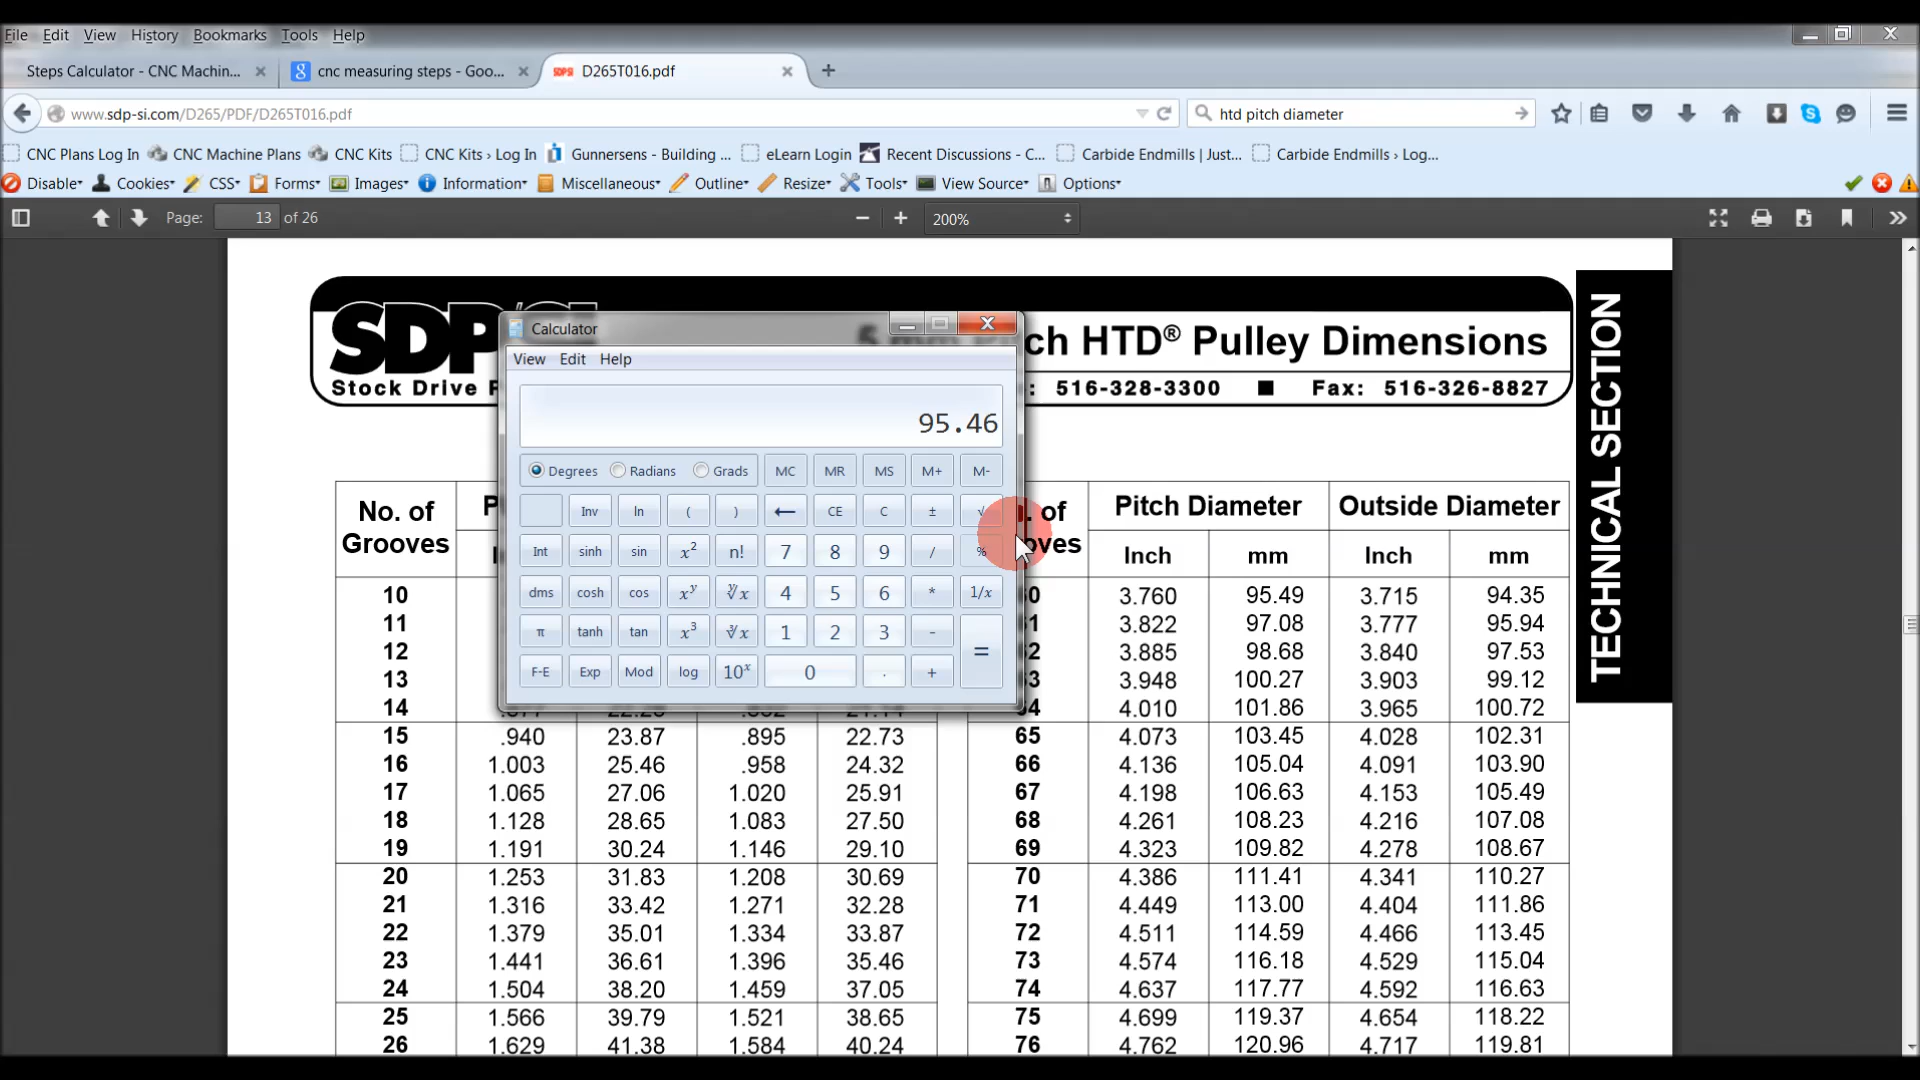 File Edit View History Bookmarks Tools Help
Steps Calculator - CNC Machin... cnc measuring steps - Goo... D265T016.pdf
www.sdp-si.com/D265/PDF/D265T016.pdf htd pitch diameter
CNC Plans Log In CNC Machine Plans CNC Kits CNC Kits › Log In Gunnersens - Building ... eLearn Login Recent Discussions - C... Carbide Endmills | Just... Carbide Endmills › Log...
Disable Cookies CSS Forms Images Information Miscellaneous Outline Resize Tools View Source Options
Page: 13 of 26 200%
ch HTD® Pulley Dimensions
Stock Drive P : 516-328-3300 ■ Fax: 516-326-8827
TECHNICAL SECTION
Calculator
View Edit Help
95.46
Degrees Radians Grads MC MR MS M+ M-
Inv ln ( ) ← CE C ± √
Int sinh sin x² n! 7 8 9 / %
dms cosh cos xʸ ʸ√x 4 5 6 * 1/x
π tanh tan x³ ³√x 1 2 3 - =
F-E Exp Mod log 10ˣ 0 . +
No. of Pitch Diameter Outside Diameter
Grooves Inch mm Inch mm
10 3.760 95.49 3.715 94.35
11 3.822 97.08 3.777 95.94
12 3.885 98.68 3.840 97.53
13 3.948 100.27 3.903 99.12
14 4.010 101.86 3.965 100.72
15 .940 23.87 .895 22.73 65 4.073 103.45 4.028 102.31
16 1.003 25.46 .958 24.32 66 4.136 105.04 4.091 103.90
17 1.065 27.06 1.020 25.91 67 4.198 106.63 4.153 105.49
18 1.128 28.65 1.083 27.50 68 4.261 108.23 4.216 107.08
19 1.191 30.24 1.146 29.10 69 4.323 109.82 4.278 108.67
20 1.253 31.83 1.208 30.69 70 4.386 111.41 4.341 110.27
21 1.316 33.42 1.271 32.28 71 4.449 113.00 4.404 111.86
22 1.379 35.01 1.334 33.87 72 4.511 114.59 4.466 113.45
23 1.441 36.61 1.396 35.46 73 4.574 116.18 4.529 115.04
24 1.504 38.20 1.459 37.05 74 4.637 117.77 4.592 116.63
25 1.566 39.79 1.521 38.65 75 4.699 119.37 4.654 118.22
26 1.629 41.38 1.584 40.24 76 4.762 120.96 4.717 119.81